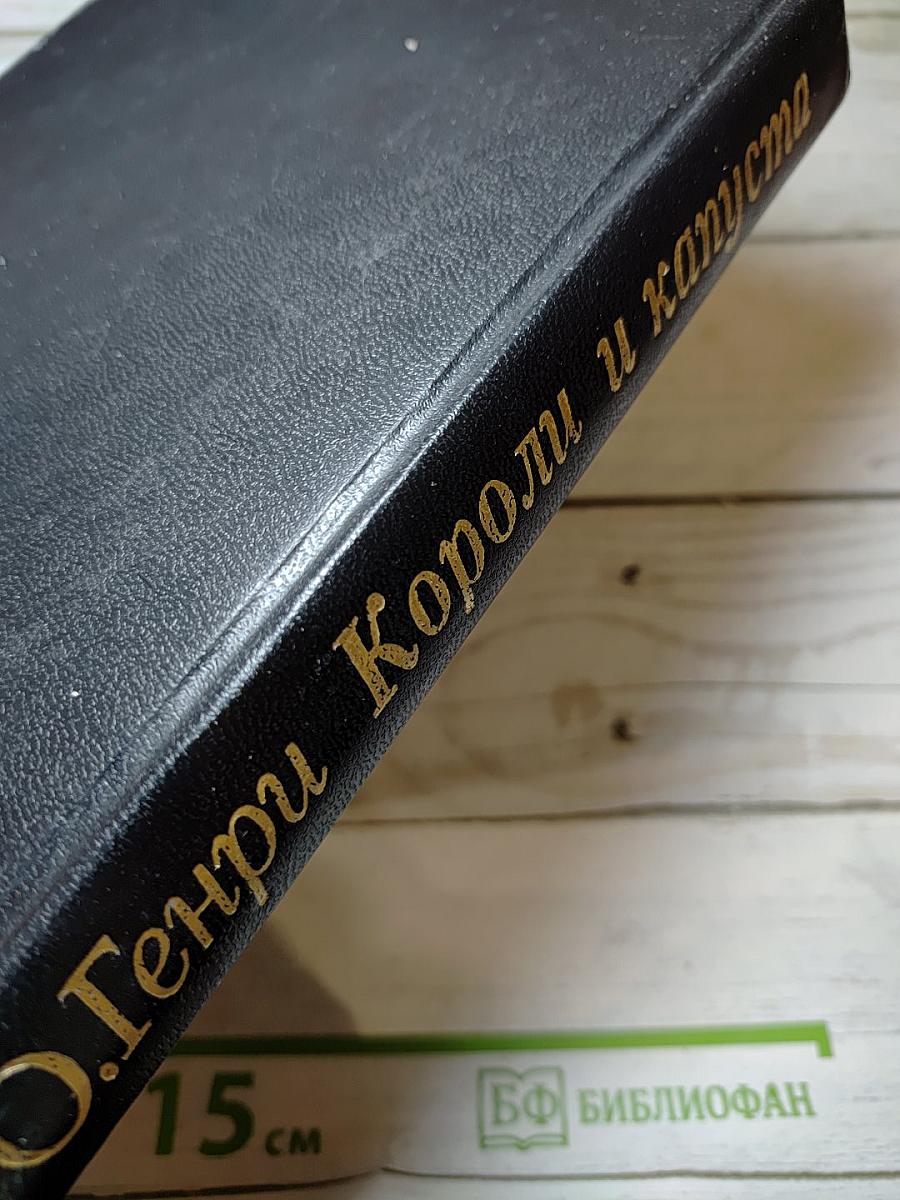 О.Генри Короли и капуста
15 см
БФ БИБЛИОФАН